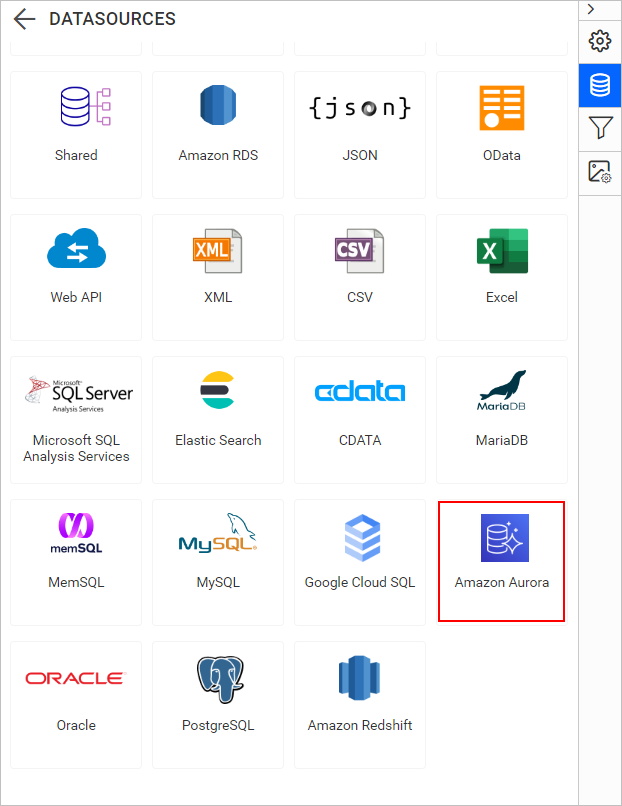 DATASOURCES
Shared
Amazon RDS
{json}
JSON
OData
Web API
XML
XML
CSV
CSV
X
Excel
Microsoft
SQL Server
Analysis Services
Microsoft SQL
Analysis Services
Elastic Search
cdata
CDATA
MariaDB
MariaDB
memSQL
MemSQL
MySQL®
MySQL
Google Cloud SQL
Amazon Aurora
ORACLE
Oracle
PostgreSQL
Amazon Redshift